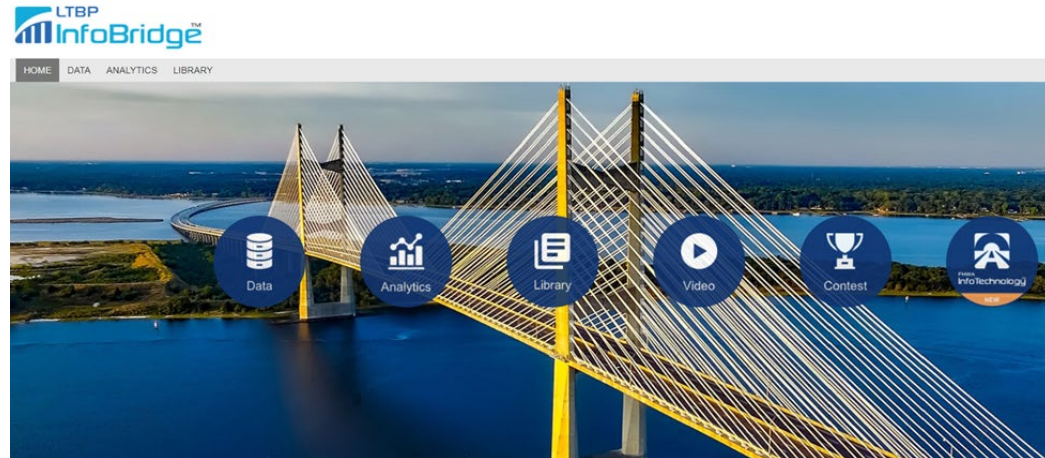 LTBP
InfoBridge™
HOME DATA ANALYTICS LIBRARY
Data
Analytics
Library
Video
Contest
FHWA
InfoTechnology
NEW